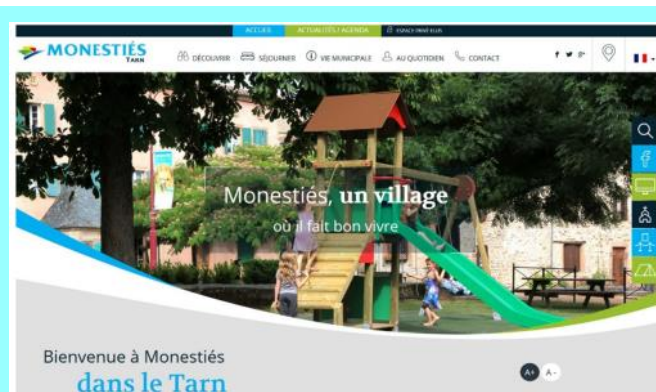 ACCUEIL ACTUALITÉS / AGENDA ESPACE PRIVÉ ELUS
MONESTIÉS
TARN
DÉCOUVRIR SÉJOURNER VIE MUNICIPALE AU QUOTIDIEN CONTACT
Monestiés, un village
où il fait bon vivre
Bienvenue à Monestiés
dans le Tarn
A+ A-